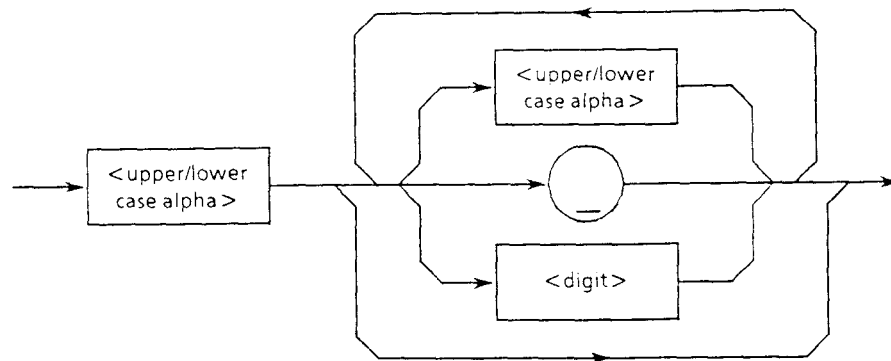 <upper/lower
case alpha>
<upper/lower
case alpha>
_
<digit>